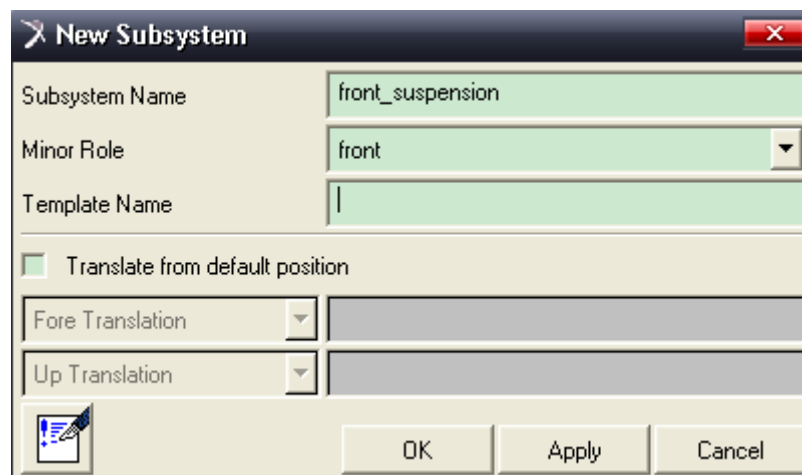 New Subsystem
Subsystem Name front_suspension
Minor Role front
Template Name
Translate from default position
Fore Translation
Up Translation
OK Apply Cancel